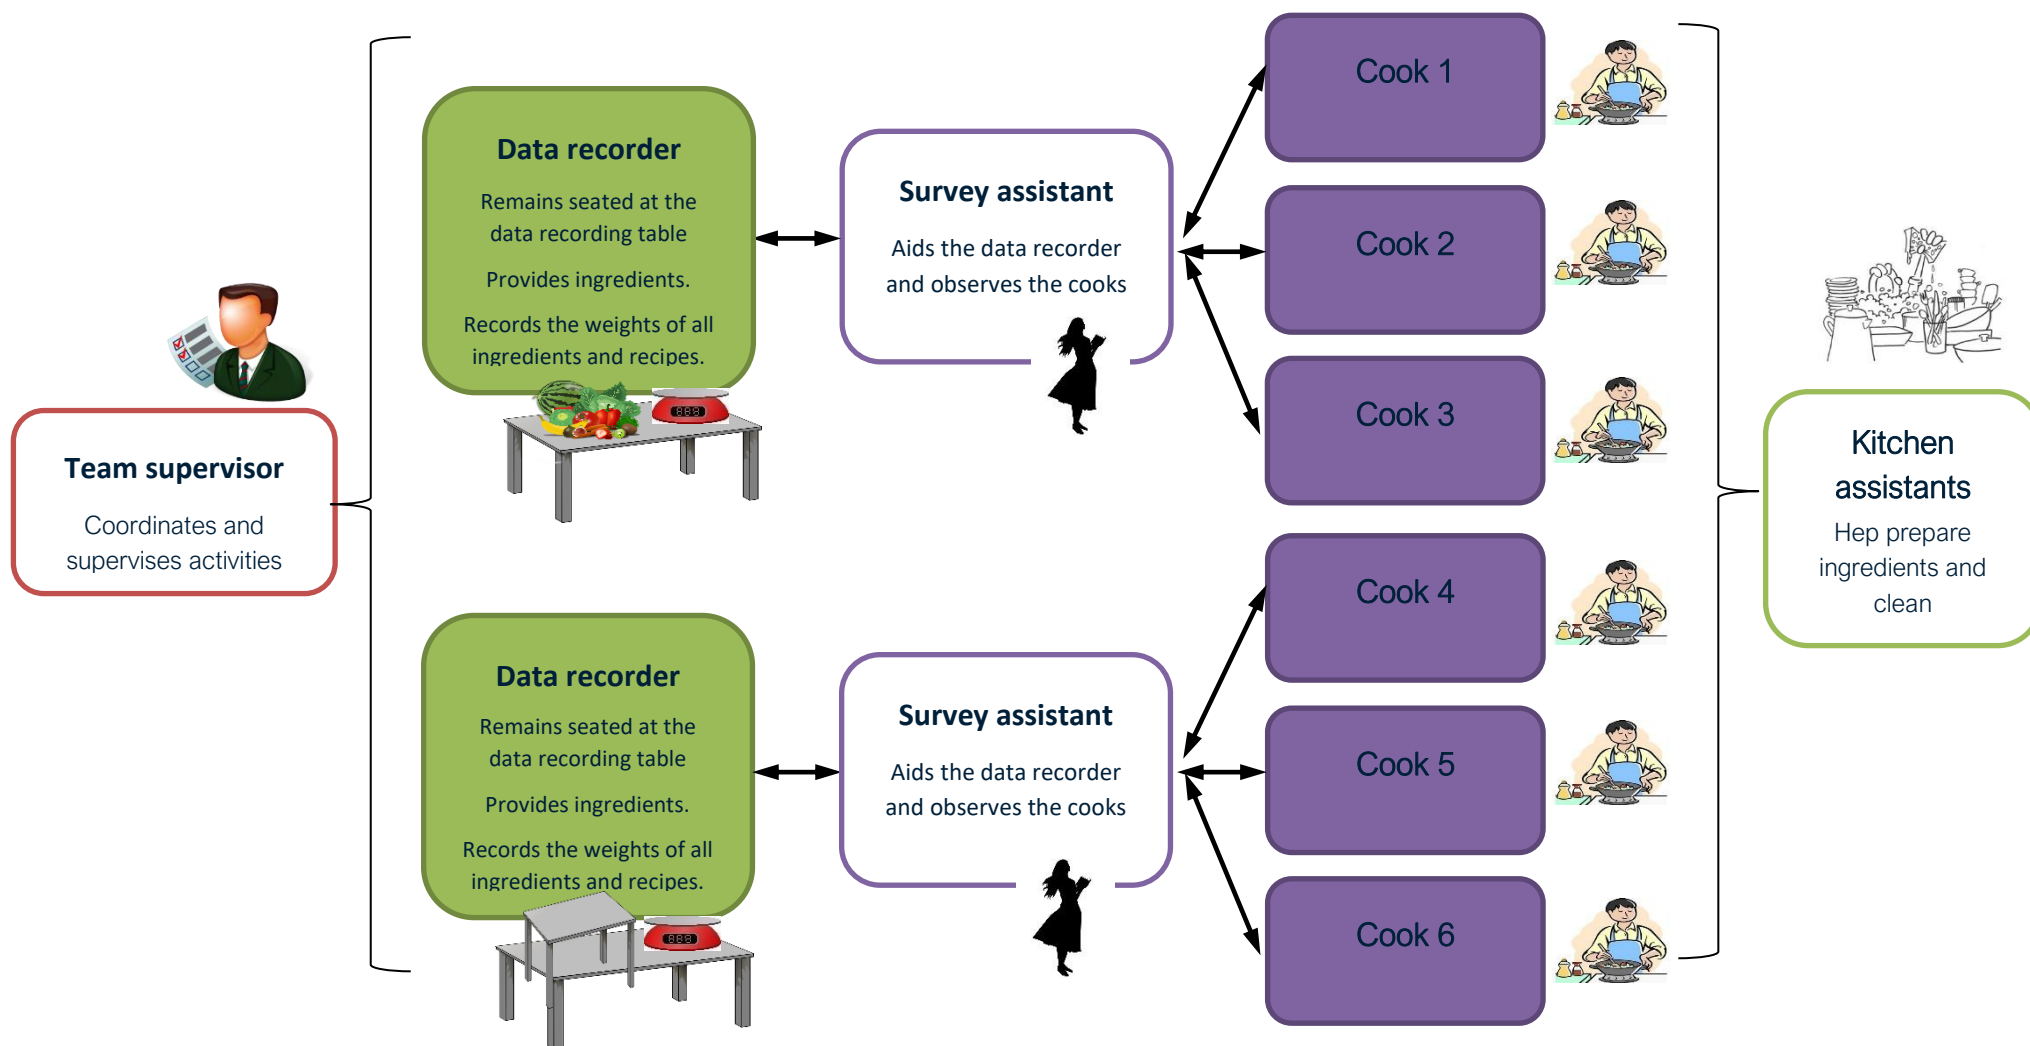 Team supervisor
Coordinates and
supervises activities
Data recorder
Remains seated at the
data recording table
Provides ingredients.
Records the weights of all
ingredients and recipes.
Survey assistant
Aids the data recorder
and observes the cooks
Cook 1
Cook 2
Cook 3
Data recorder
Remains seated at the
data recording table
Provides ingredients.
Records the weights of all
ingredients and recipes.
Survey assistant
Aids the data recorder
and observes the cooks
Cook 4
Cook 5
Cook 6
Kitchen
assistants
Hep prepare
ingredients and
clean